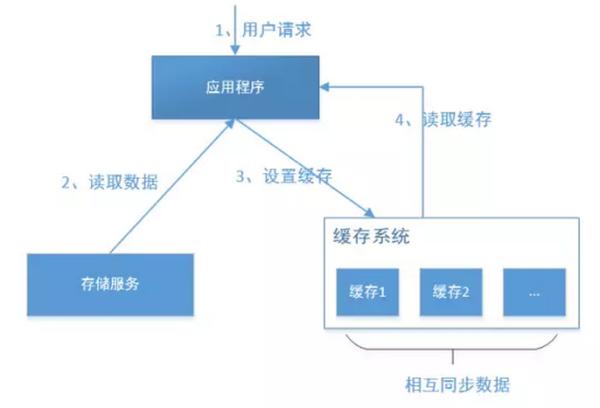 1、用户请求
应用程序
4、读取缓存
2、读取数据
3、设置缓存
缓存系统
存储服务
缓存1
缓存2
...
相互同步数据